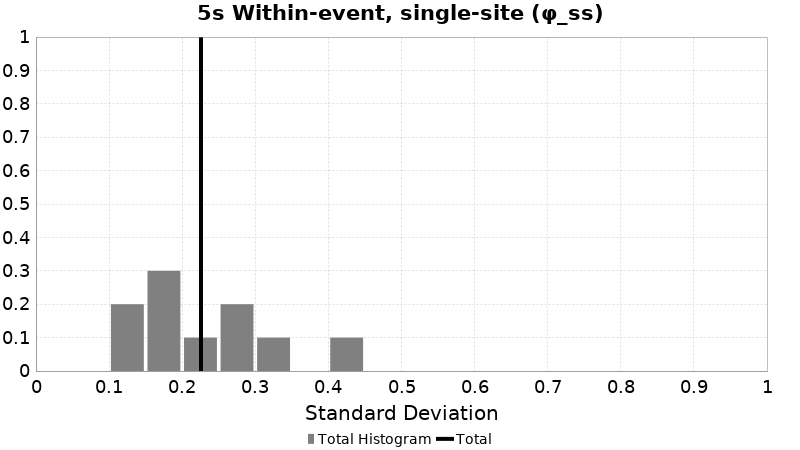 5s Within-event, single-site (φ_ss)
1
0.9
0.8
0.7
0.6
0.5
0.4
0.3
0.2
0.1
0
0 0.1 0.2 0.3 0.4 0.5 0.6 0.7 0.8 0.9 1
Standard Deviation
Total Histogram Total